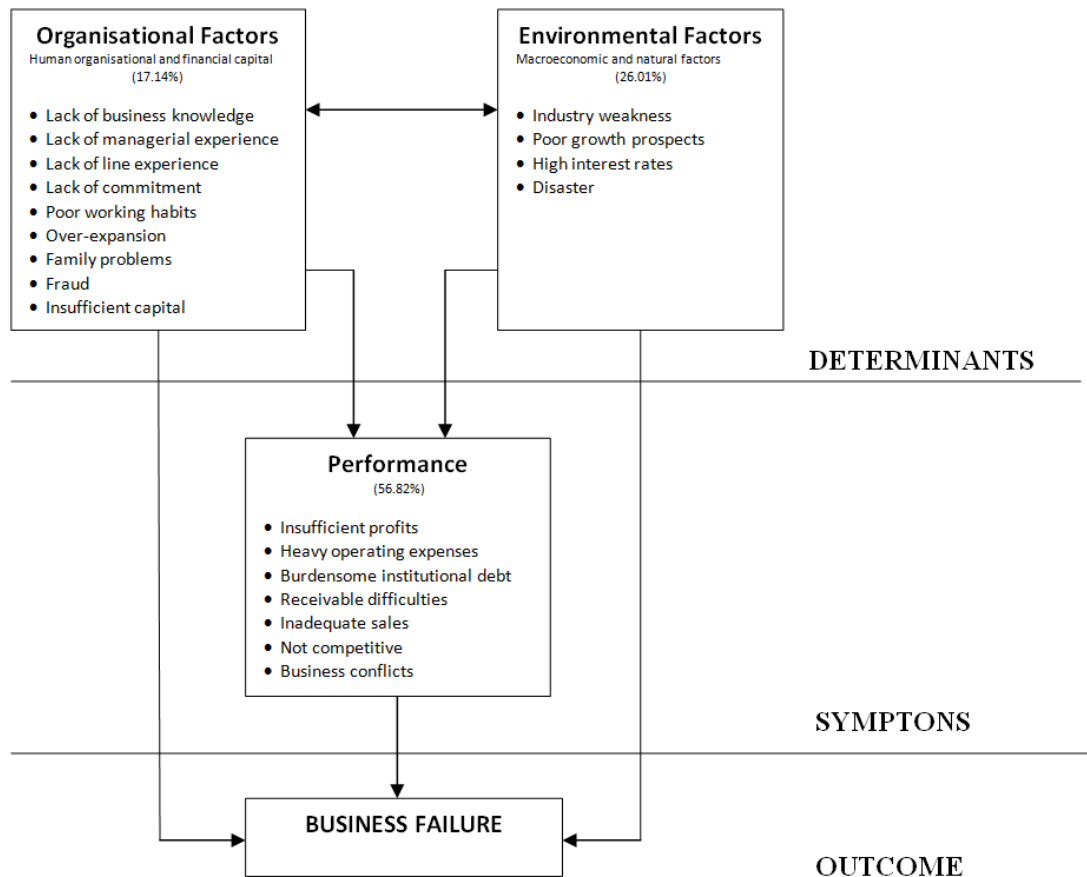 Organisational Factors
Human organisational and financial capital
(17.14%)
• Lack of business knowledge
• Lack of managerial experience
• Lack of line experience
• Lack of commitment
• Poor working habits
• Over-expansion
• Family problems
• Fraud
• Insufficient capital
Environmental Factors
Macroeconomic and natural factors
(26.01%)
• Industry weakness
• Poor growth prospects
• High interest rates
• Disaster
DETERMINANTS
Performance
(56.82%)
• Insufficient profits
• Heavy operating expenses
• Burdensome institutional debt
• Receivable difficulties
• Inadequate sales
• Not competitive
• Business conflicts
SYMPTONS
BUSINESS FAILURE
OUTCOME